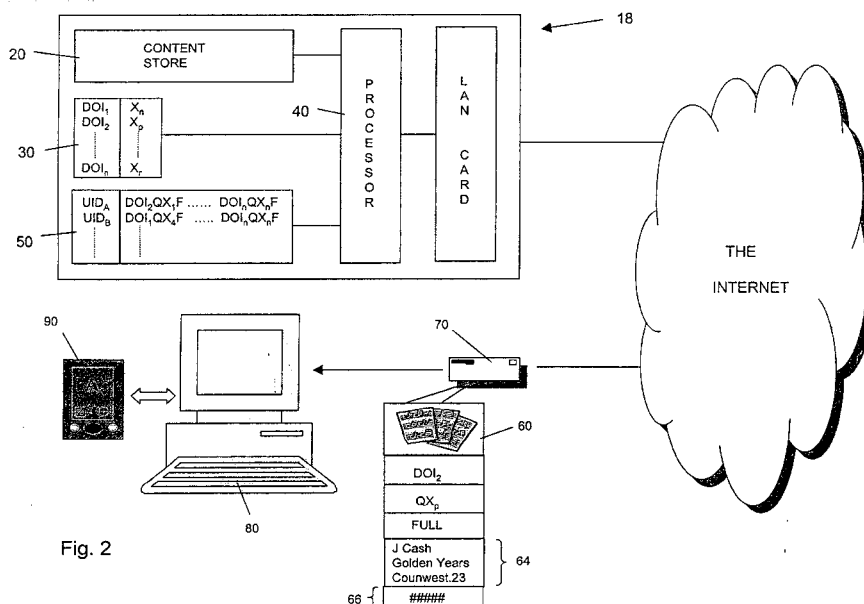 18
20
CONTENT
STORE
PROCESSOR
40
LAN CARD
30
DOI1 Xn
DOI2 Xp
DOIn Xr
50
UIDA DOI2QX1F ...... DOInQXnF
UIDB DOI1QX4F ..... DOInQXnF
THE
INTERNET
90
70
80
60
DOI2
QXp
FULL
J Cash
Golden Years
Counwest.23
64
66
#####
Fig. 2